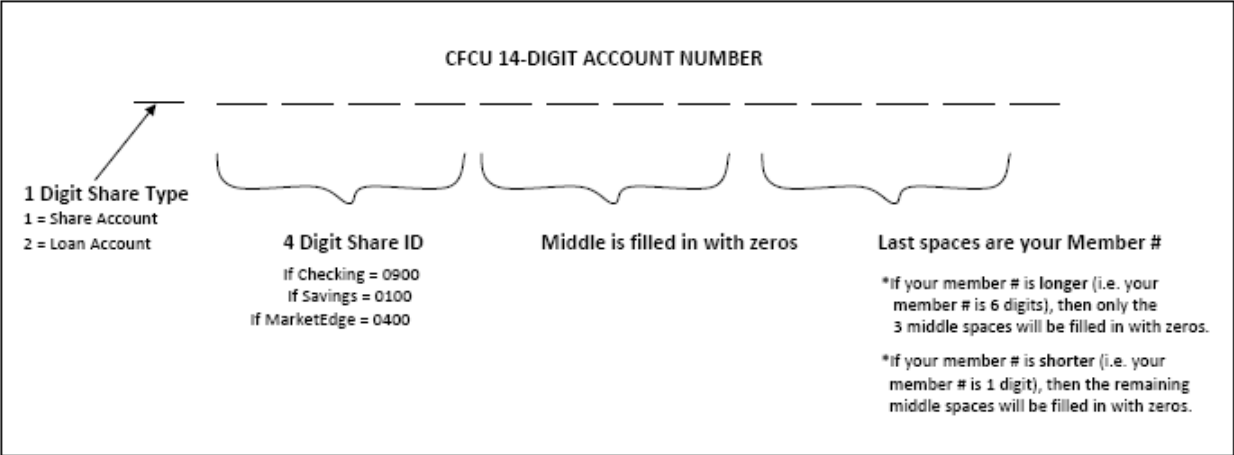 CFCU 14-DIGIT ACCOUNT NUMBER
1 Digit Share Type
1 = Share Account
2 = Loan Account
4 Digit Share ID
If Checking = 0900
If Savings = 0100
If MarketEdge = 0400
Middle is filled in with zeros
Last spaces are your Member #
*If your member # is longer (i.e. your
member # is 6 digits), then only the
3 middle spaces will be filled in with zeros.
*If your member # is shorter (i.e. your
member # is 1 digit), then the remaining
middle spaces will be filled in with zeros.